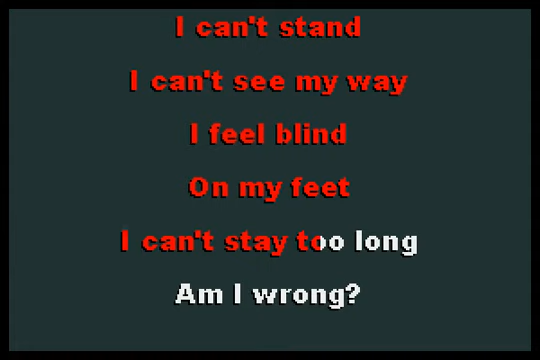 I can't stand
I can't see my way
I feel blind
On my feet
I can't stay too long
Am I wrong?